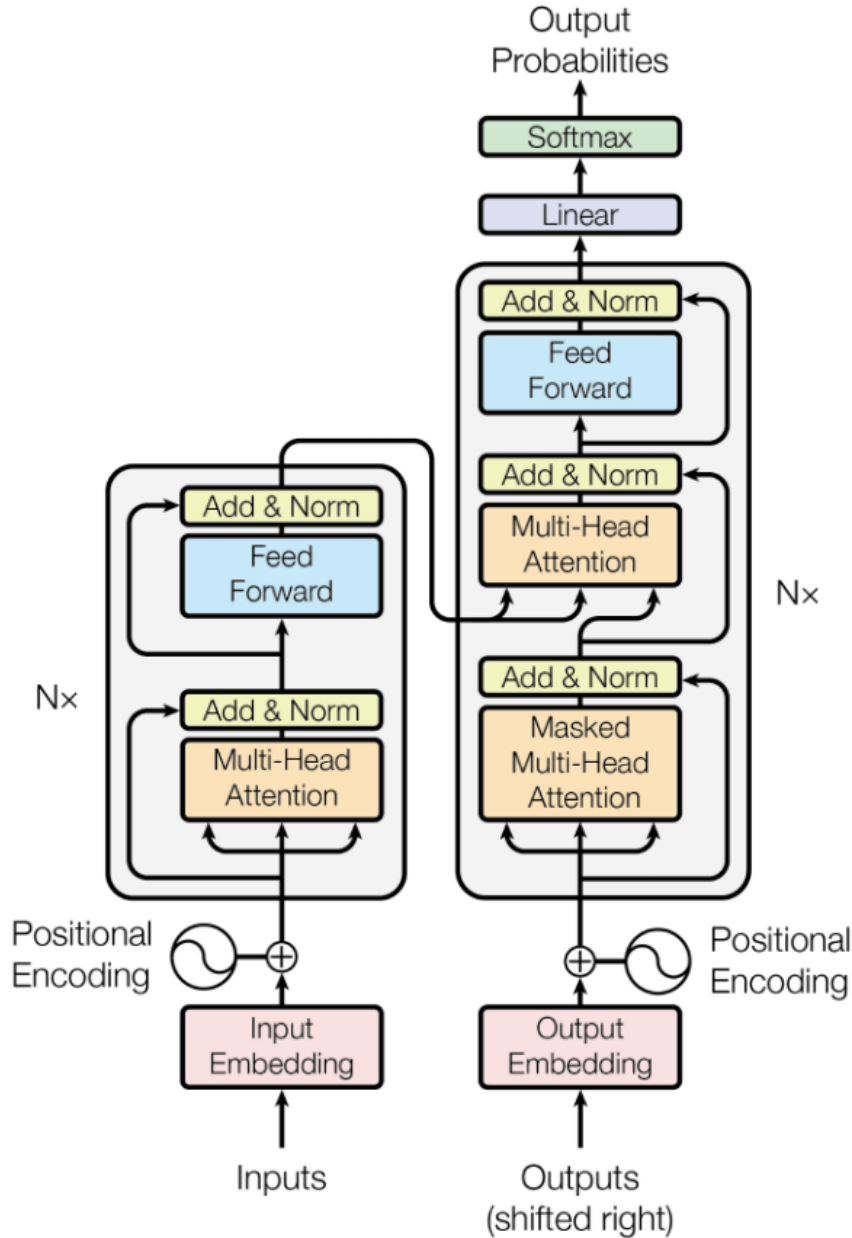 Output
Probabilities
Softmax
Linear
Add & Norm
Feed
Forward
Add & Norm
Multi-Head
Attention
Add & Norm
Masked
Multi-Head
Attention
N×
Add & Norm
Feed
Forward
Add & Norm
Multi-Head
Attention
N×
Positional
Encoding
Positional
Encoding
Input
Embedding
Output
Embedding
Inputs
Outputs
(shifted right)